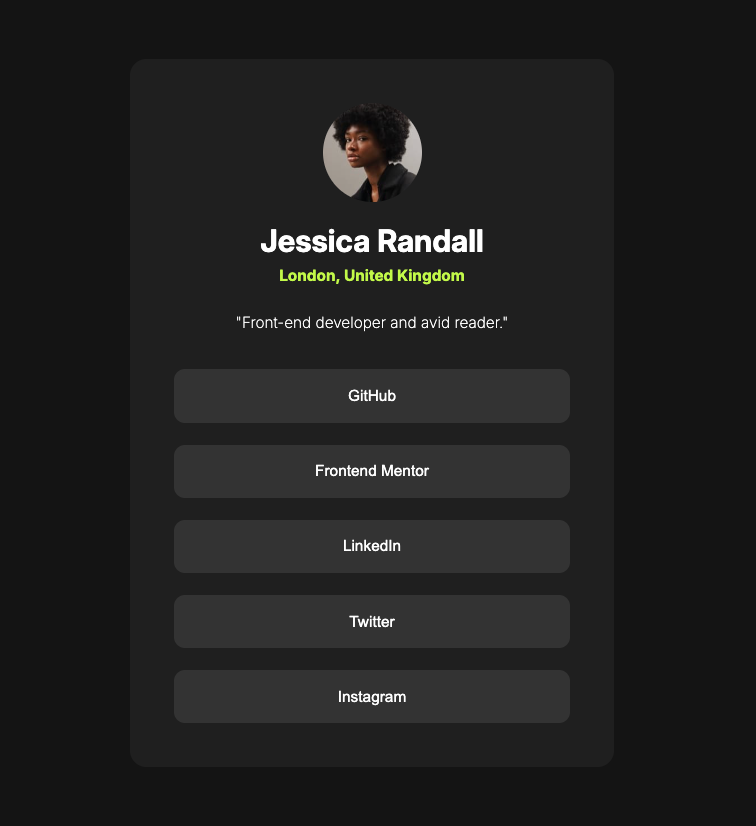 Jessica Randall
London, United Kingdom
"Front-end developer and avid reader."
GitHub
Frontend Mentor
LinkedIn
Twitter
Instagram